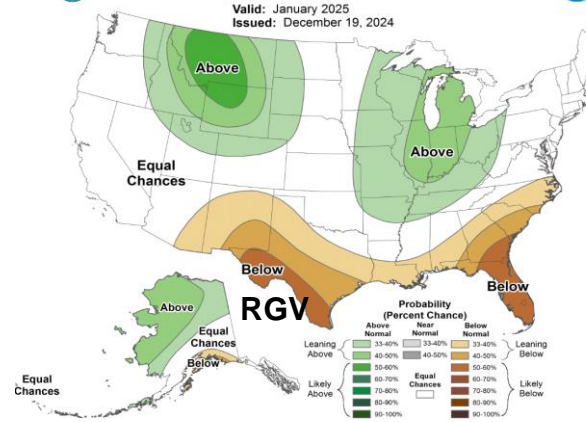 Valid: January 2025
Issued: December 19, 2024
Above
Above
Equal
Chances
Below
Below
RGV
Above
Equal
Chances
Below
Equal
Chances
Probability
(Percent Chance)
Above
Normal
Near
Normal
Below
Normal
Leaning
Above
33-40%
33-40%
33-40%
Leaning
Below
40-50%
40-50%
40-50%
Likely
Above
50-60%
60-70%
70-80%
80-90%
90-100%
Equal
Chances
50-60%
60-70%
70-80%
80-90%
90-100%
Likely
Below